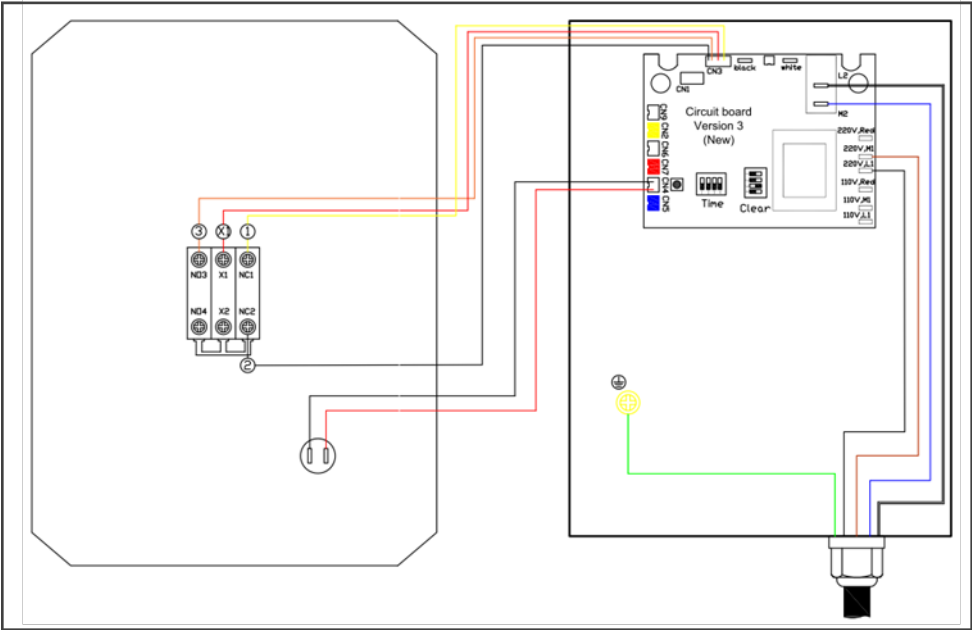 CN3
black
white
L2
CN1
M2
Circuit board
Version 3
(New)
CN9
CN2
CN6
CN7
CN4
CN5
Time
Clear
220V,Red
220V,M1
220V,L1
110V,Red
110V,M1
110V,L1
3
X1
1
NO3
X1
NC1
NO4
X2
NC2
2